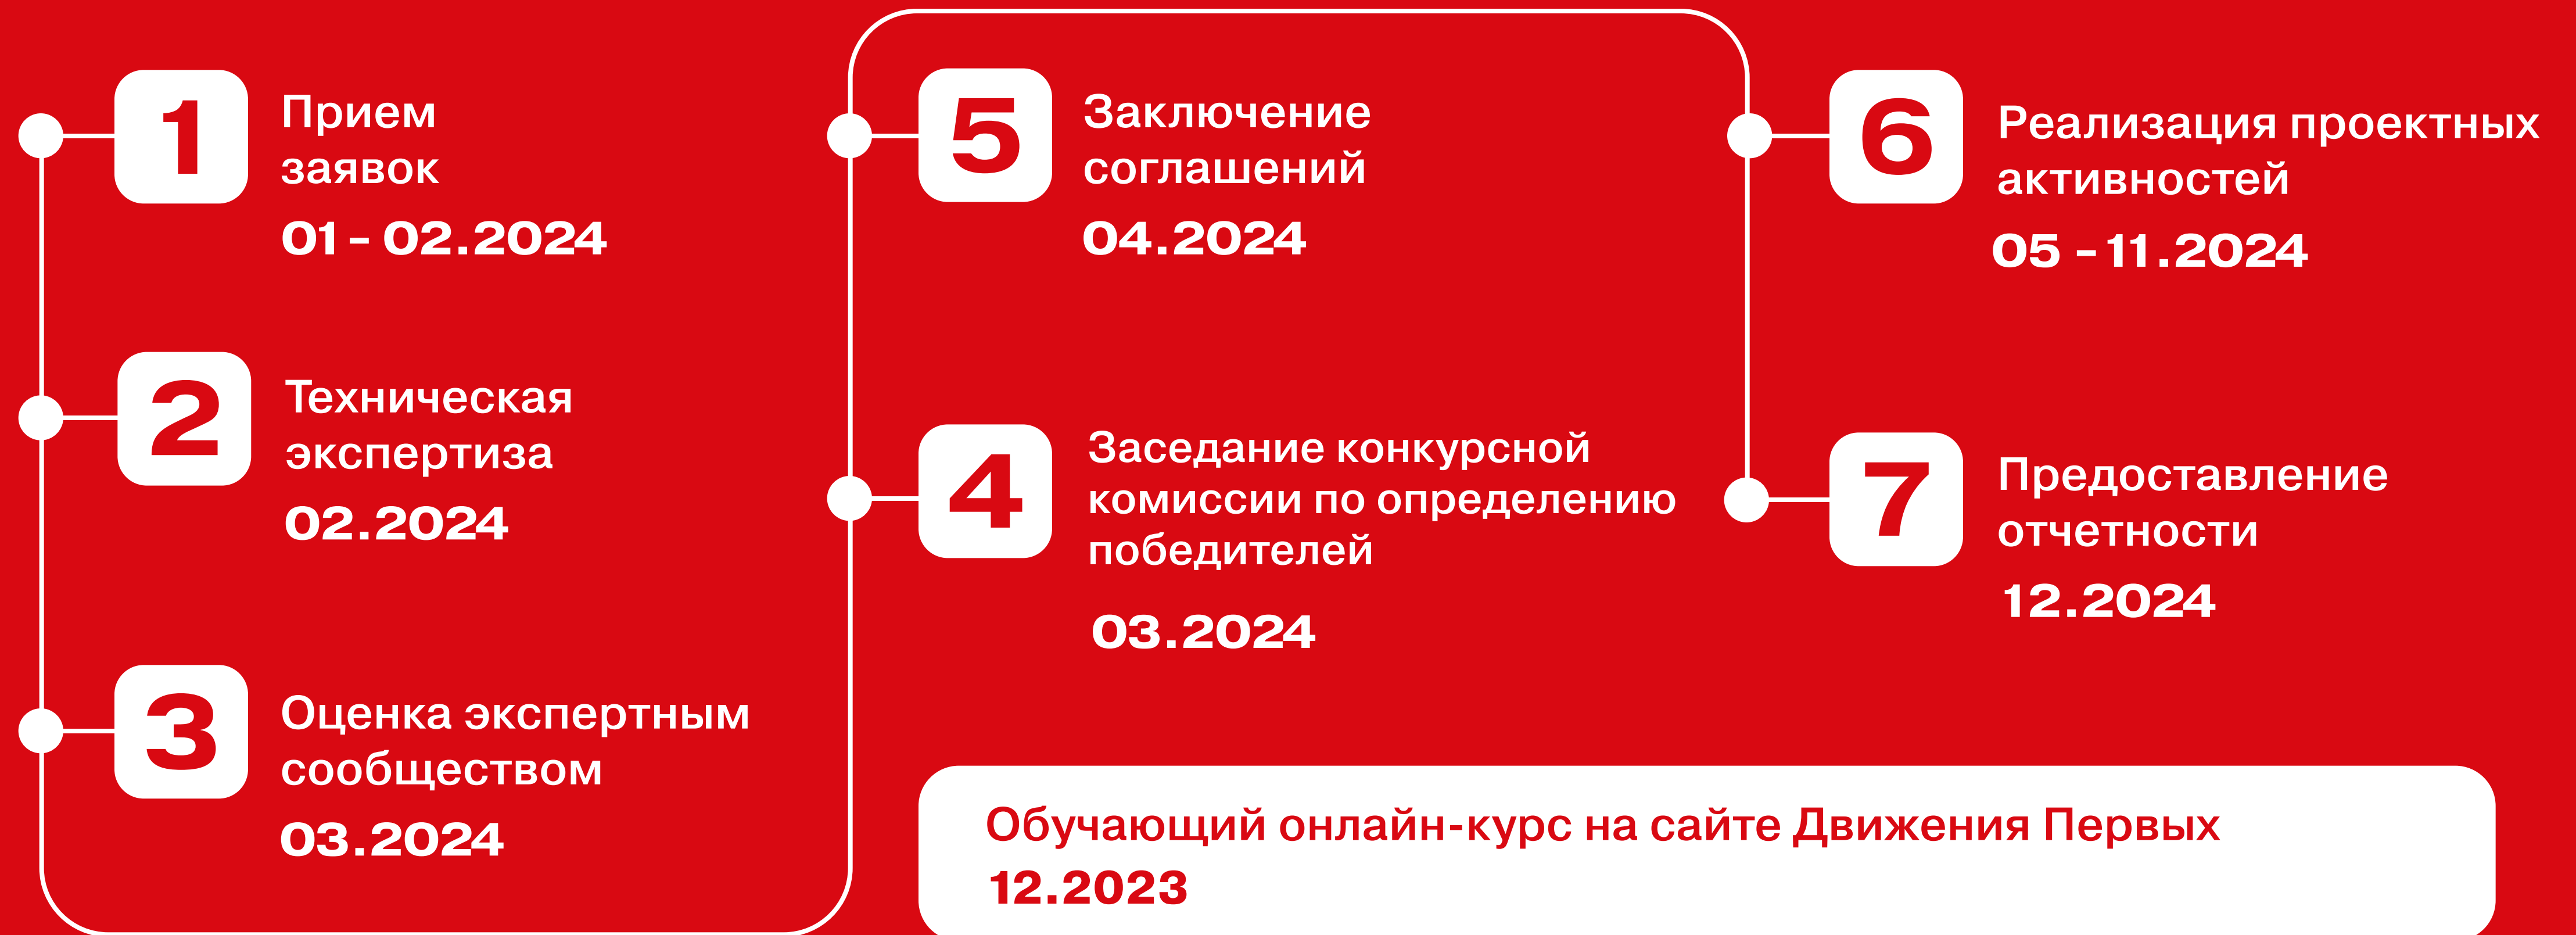 1
Прием
заявок
01 - 02.2024
2
Техническая
экспертиза
02.2024
3
Оценка экспертным
сообществом
03.2024
4
Заседание конкурсной
комиссии по определению
победителей
03.2024
5
Заключение
соглашений
04.2024
6
Реализация проектных
активностей
05 - 11.2024
7
Предоставление
отчетности
12.2024
Обучающий онлайн-курс на сайте Движения Первых
12.2023